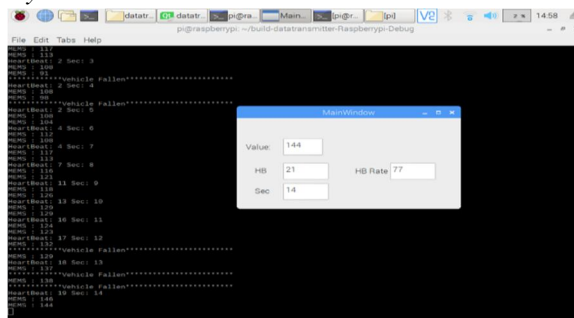 datatr... datatr... pi@ra... Main... [pi@r... [pi] 14:58
pi@raspberrypi: ~/build-datatransmitter-Raspberrypi-Debug
File Edit Tabs Help
MEMS : 117
MEMS : 113
HeartBeat: 2 Sec: 3
MEMS : 100
MEMS : 91
************Vehicle Fallen************************
HeartBeat: 2 Sec: 4
MEMS : 108
MEMS : 98
************Vehicle Fallen************************
HeartBeat: 2 Sec: 5
MEMS : 100
MEMS : 104
HeartBeat: 4 Sec: 6
MEMS : 112
MEMS : 108
HeartBeat: 4 Sec: 7
MEMS : 117
MEMS : 113
HeartBeat: 7 Sec: 8
MEMS : 116
MEMS : 121
HeartBeat: 11 Sec: 9
MEMS : 118
MEMS : 126
HeartBeat: 13 Sec: 10
MEMS : 129
MEMS : 129
HeartBeat: 16 Sec: 11
MEMS : 124
MEMS : 123
HeartBeat: 17 Sec: 12
MEMS : 132
************Vehicle Fallen************************
MEMS : 129
HeartBeat: 18 Sec: 13
MEMS : 137
************Vehicle Fallen************************
MEMS : 138
************Vehicle Fallen************************
HeartBeat: 19 Sec: 14
MEMS : 146
MEMS : 144
MainWindow
Value: 144
HB 21 HB Rate 77
Sec 14